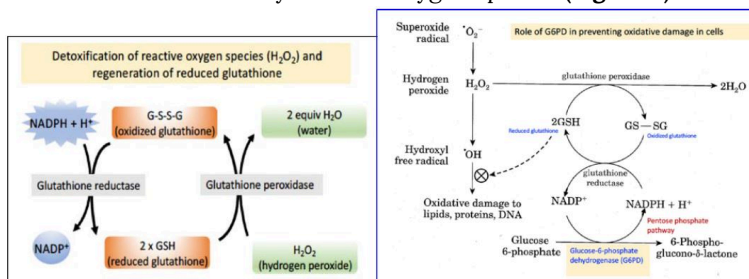 Detoxification of reactive oxygen species (H₂O₂) and
regeneration of reduced glutathione
NADPH + H⁺
G-S-S-G
(oxidized glutathione)
2 equiv H₂O
(water)
Glutathione reductase
Glutathione peroxidase
NADP⁺
2 x GSH
(reduced glutathione)
H₂O₂
(hydrogen peroxide)
Role of G6PD in preventing oxidative damage in cells
Superoxide
radical
˙O₂⁻
Hydrogen
peroxide
H₂O₂
glutathione peroxidase
2H₂O
2GSH
Reduced glutathione
GS—SG
Oxidized glutathione
Hydroxyl
free radical
˙OH
glutathione
reductase
Oxidative damage to
lipids, proteins, DNA
NADP⁺
NADPH + H⁺
Pentose phosphate
pathway
Glucose
6-phosphate
Glucose-6-phosphate
dehydrogenase (G6PD)
6-Phospho-
glucono-δ-lactone